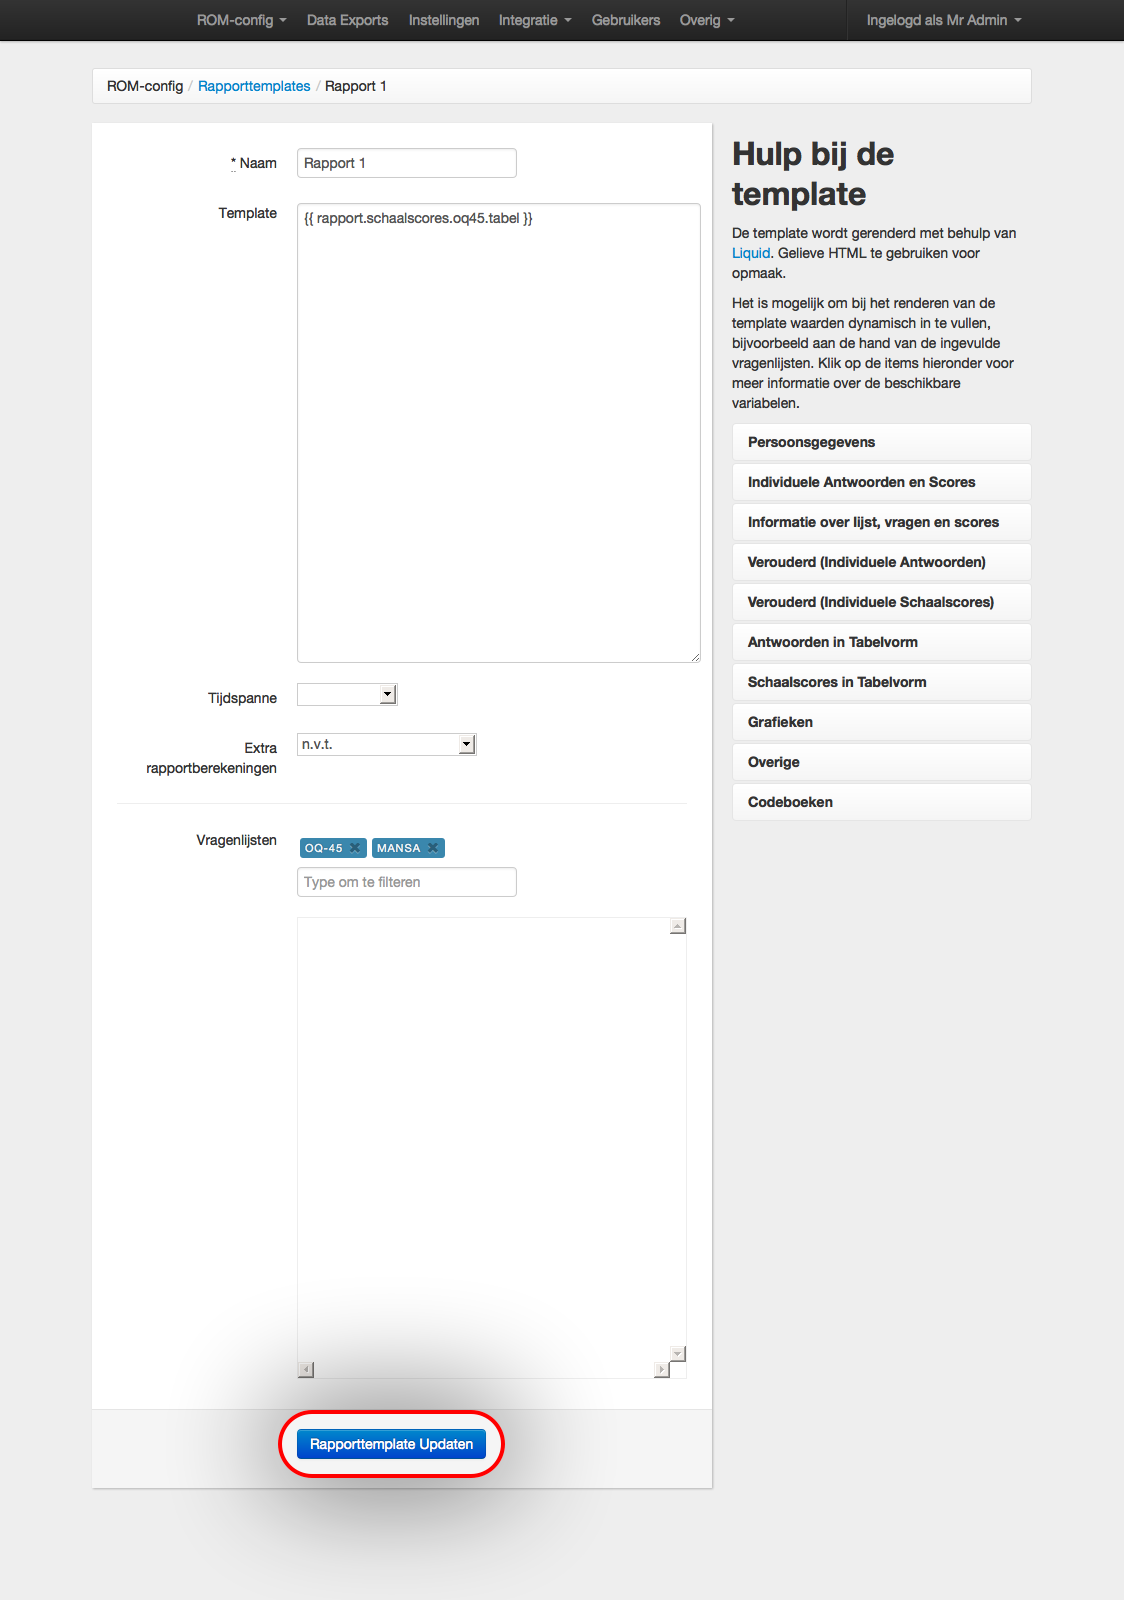 ROM-config Data Exports Instellingen Integratie Gebruikers Overig Ingelogd als Mr Admin
ROM-config / Rapporttemplates / Rapport 1
* Naam
Rapport 1
Template
{{ rapport.schaalscores.oq45.tabel }}
Tijdspanne
Extra
rapportberekeningen
n.v.t.
Vragenlijsten
OQ-45 ✖ MANSA ✖
Type om te filteren
Rapporttemplate Updaten
Hulp bij de
template
De template wordt gerenderd met behulp van
Liquid. Gelieve HTML te gebruiken voor
opmaak.
Het is mogelijk om bij het renderen van de
template waarden dynamisch in te vullen,
bijvoorbeeld aan de hand van de ingevulde
vragenlijsten. Klik op de items hieronder voor
meer informatie over de beschikbare
variabelen.
Persoonsgegevens
Individuele Antwoorden en Scores
Informatie over lijst, vragen en scores
Verouderd (Individuele Antwoorden)
Verouderd (Individuele Schaalscores)
Antwoorden in Tabelvorm
Schaalscores in Tabelvorm
Grafieken
Overige
Codeboeken